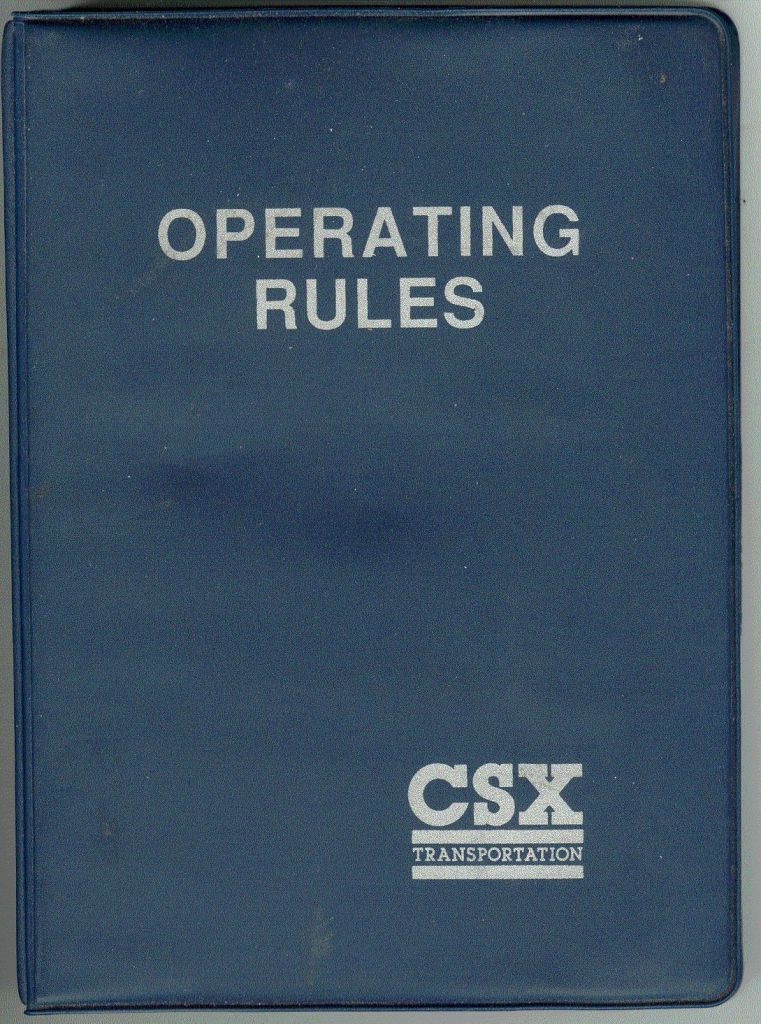 OPERATING
RULES
CSX
TRANSPORTATION